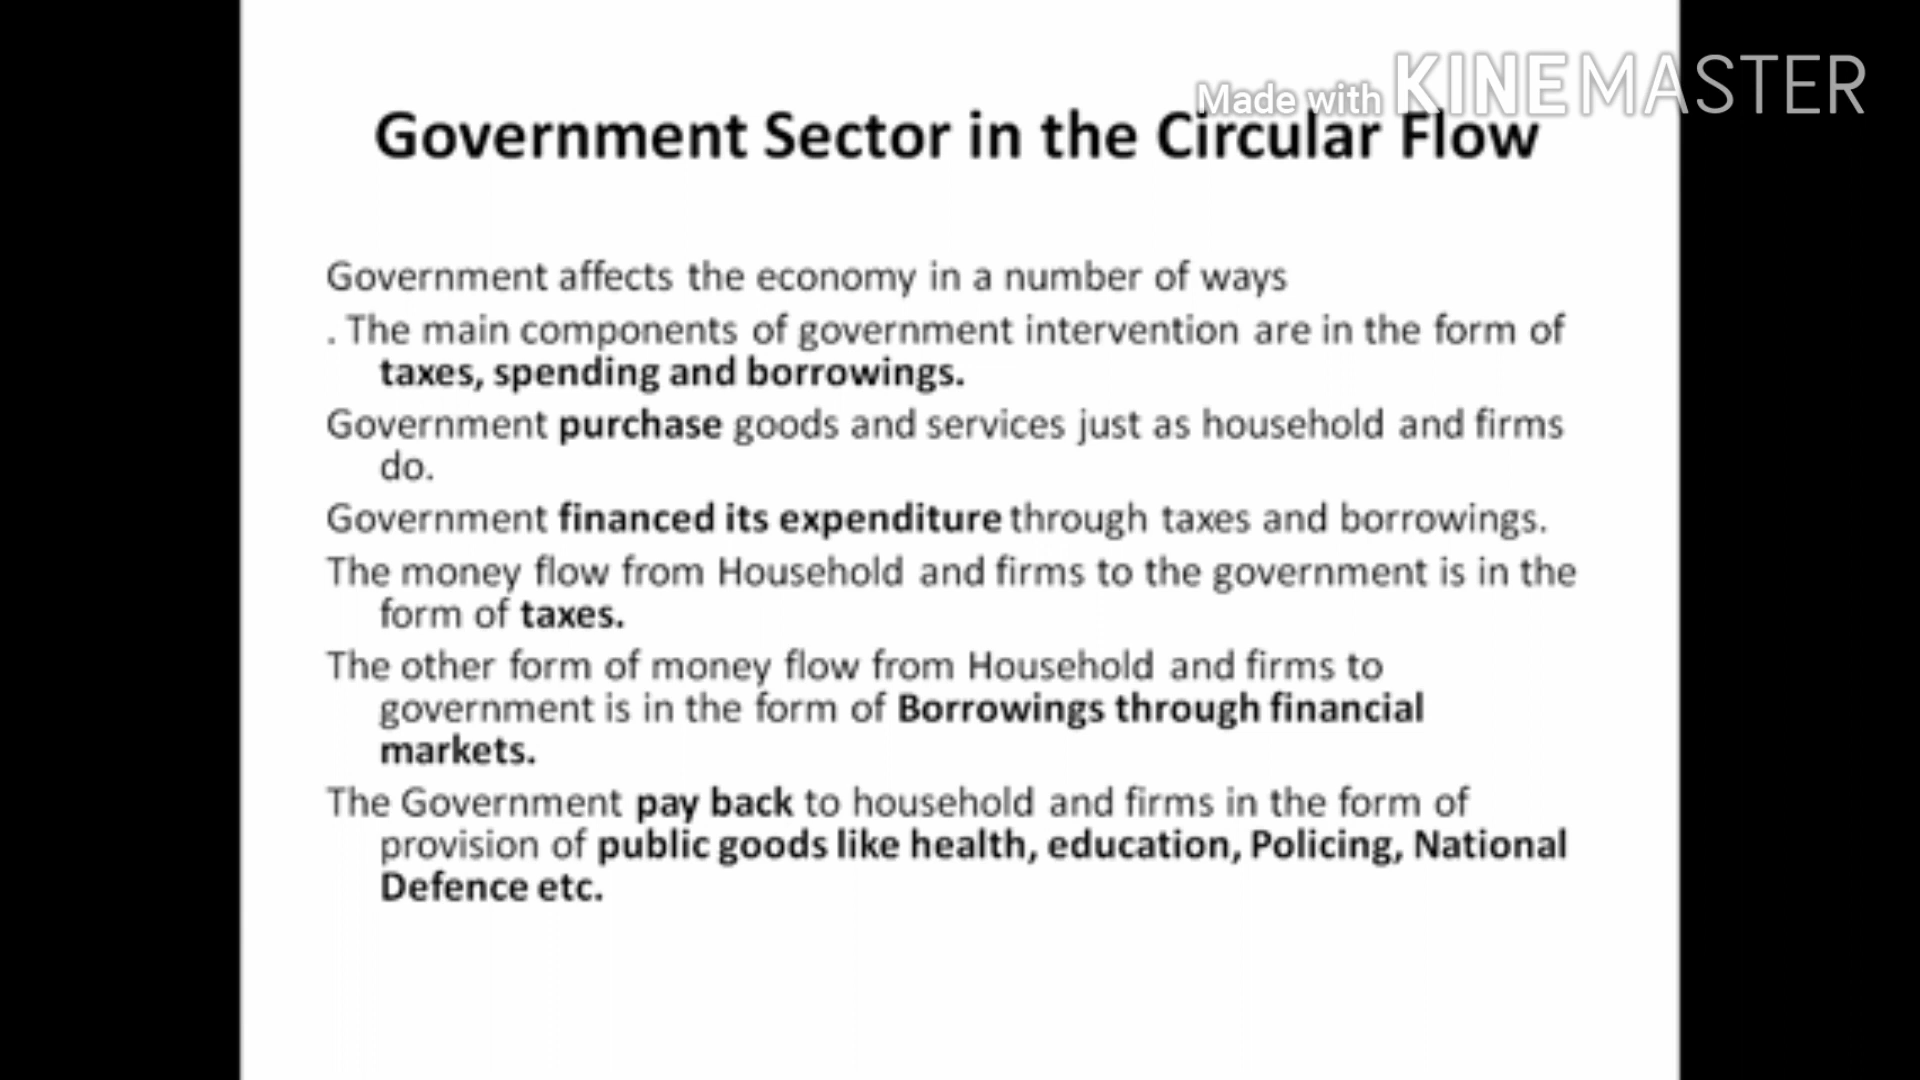 Made with KINEMASTER
Government Sector in the Circular Flow
Government affects the economy in a number of ways
. The main components of government intervention are in the form of
taxes, spending and borrowings.
Government purchase goods and services just as household and firms
do.
Government financed its expenditure through taxes and borrowings.
The money flow from Household and firms to the government is in the
form of taxes.
The other form of money flow from Household and firms to
government is in the form of Borrowings through financial
markets.
The Government pay back to household and firms in the form of
provision of public goods like health, education, Policing, National
Defence etc.